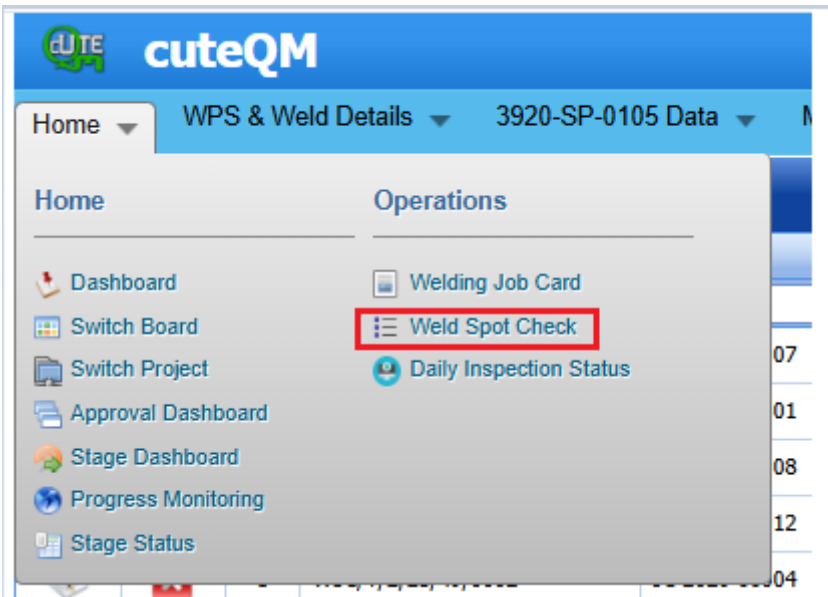 CUTE
QM
cuteQM
Home
WPS & Weld Details
3920-SP-0105 Data
Home
Operations
Dashboard
Welding Job Card
Switch Board
Weld Spot Check
Switch Project
Daily Inspection Status
07
Approval Dashboard
01
Stage Dashboard
08
Progress Monitoring
12
Stage Status
04